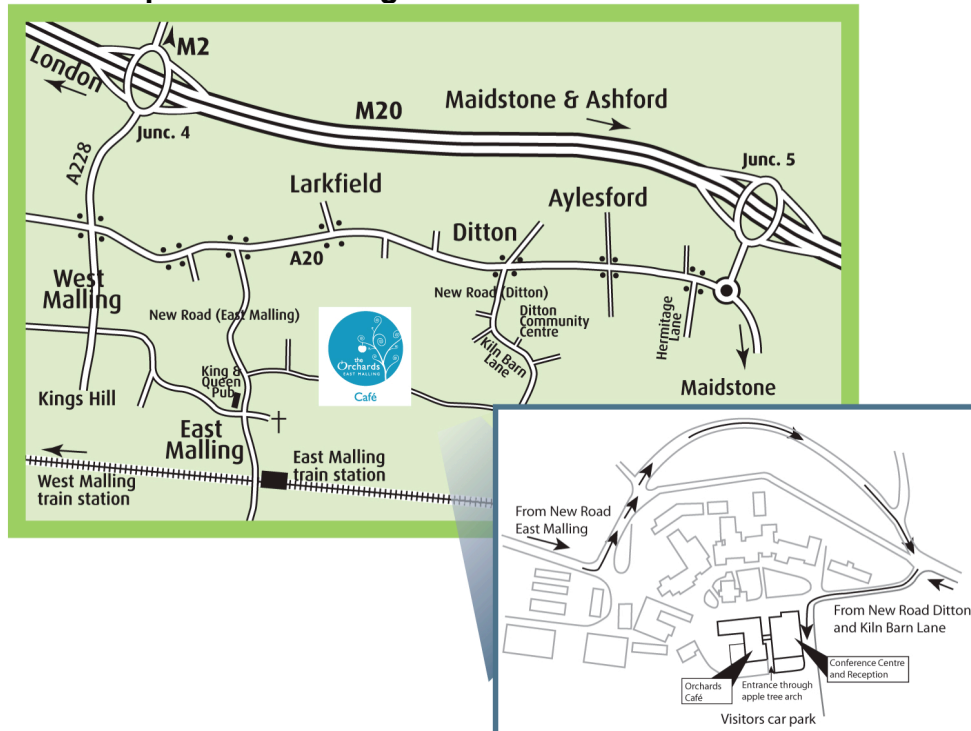 M2
London
M20
Maidstone & Ashford
Junc. 4
Junc. 5
A228
Larkfield
Aylesford
Ditton
A20
West
Malling
New Road (Ditton)
New Road (East Malling)
Ditton
Community
Centre
Hermitage
Lane
Kiln Barn
Lane
the
Orchards
EAST MALLING
Café
King &
Queen
Pub
Kings Hill
Maidstone
East
Malling
East Malling
train station
West Malling
train station
From New Road
East Malling
From New Road Ditton
and Kiln Barn Lane
Conference Centre
and Reception
Orchards
Café
Entrance through
apple tree arch
Visitors car park